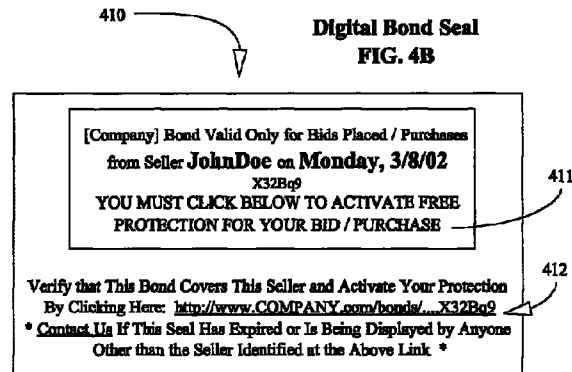 410
Digital Bond Seal
FIG. 4B
[Company] Bond Valid Only for Bids Placed / Purchases
from Seller JohnDoe on Monday, 3/8/02
X32Bq9
YOU MUST CLICK BELOW TO ACTIVATE FREE
PROTECTION FOR YOUR BID / PURCHASE
411
Verify that This Bond Covers This Seller and Activate Your Protection
412
By Clicking Here: http://www.COMPANY.com/bonds/....X32Bq9
* Contact Us If This Seal Has Expired or Is Being Displayed by Anyone
Other than the Seller Identified at the Above Link *